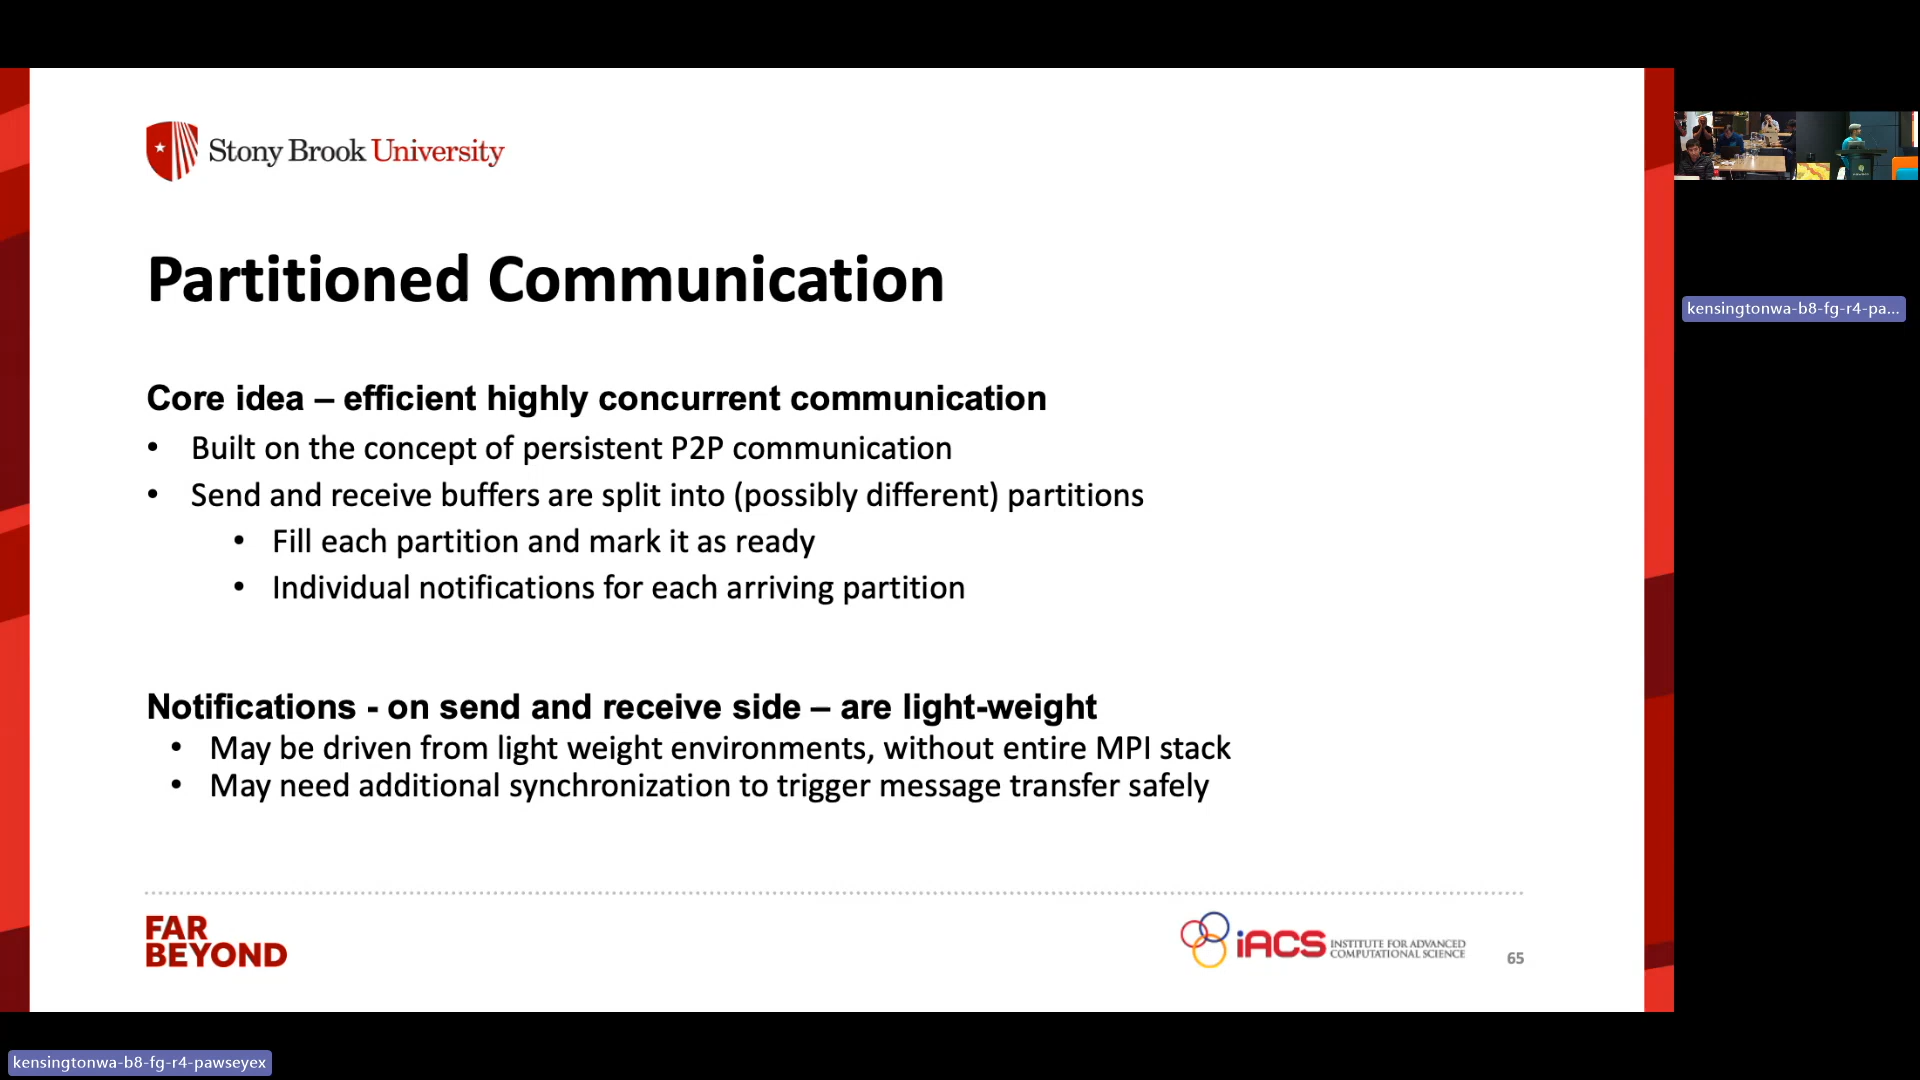 Stony Brook University
Partitioned Communication
Core idea – efficient highly concurrent communication
• Built on the concept of persistent P2P communication
• Send and receive buffers are split into (possibly different) partitions
• Fill each partition and mark it as ready
• Individual notifications for each arriving partition
Notifications - on send and receive side – are light-weight
• May be driven from light weight environments, without entire MPI stack
• May need additional synchronization to trigger message transfer safely
FAR
BEYOND
iACS INSTITUTE FOR ADVANCED
COMPUTATIONAL SCIENCE
65
kensingtonwa-b8-fg-r4-pa...
kensingtonwa-b8-fg-r4-pawseyex